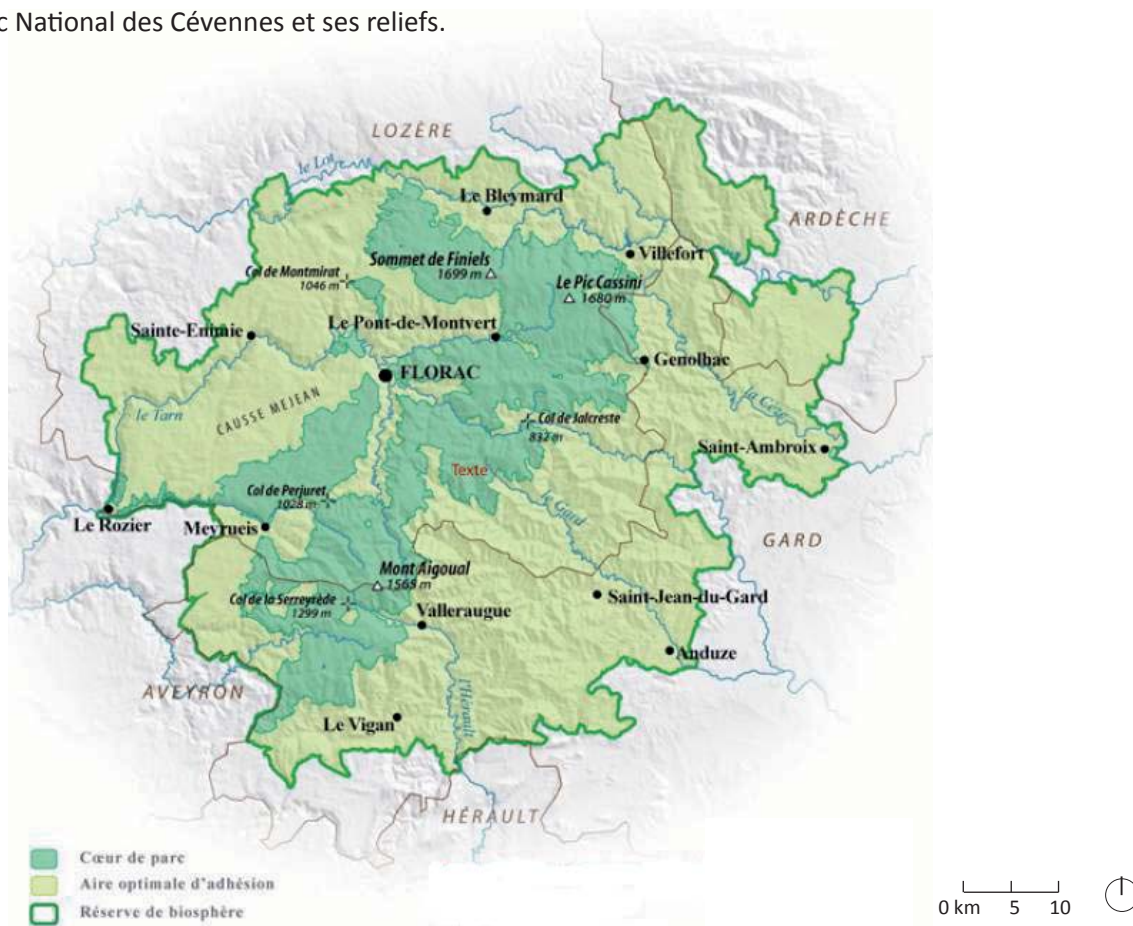 c National des Cévennes et ses reliefs.
LOZÈRE
le Lot
Le Bleymard
ARDÈCHE
Villefort
Sommet de Finiels
1699 m
Col de Montmirat
1046 m
Le Pic Cassini
1680 m
Sainte-Enimie
Le Pont-de-Montvert
Genolhac
FLORAC
le Tarn
CAUSSE MEJEAN
la Cèze
Col de Jalcreste
832 m
Saint-Ambroix
Texte
Col de Perjuret
1028 m
le Gard
Le Rozier
Meyrueis
GARD
Mont Aigoual
1565 m
Col de la Serreyrède
1299 m
Saint-Jean-du-Gard
Valleraugue
Anduze
AVEYRON
l'Hérault
Le Vigan
HÉRAULT
Cœur de parc
Aire optimale d'adhésion
Réserve de biosphère
0 km 5 10